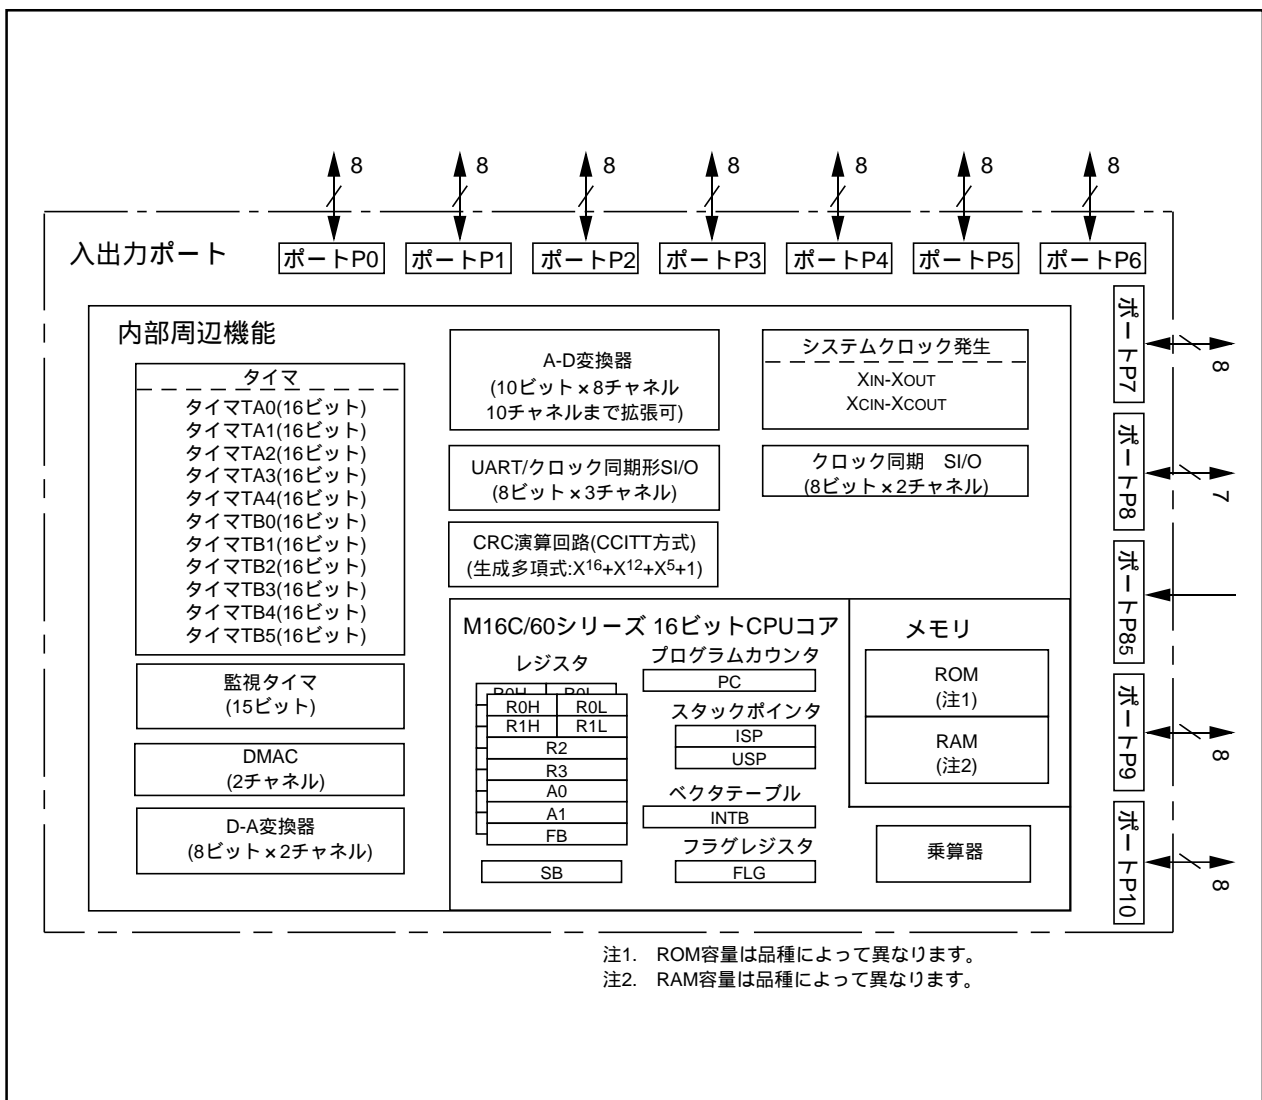 8
8
8
8
8
8
8
入出力ポート
ポートP0
ポートP1
ポートP2
ポートP3
ポートP4
ポートP5
ポートP6
内部周辺機能
タイマ
タイマTA0(16ビット)
タイマTA1(16ビット)
タイマTA2(16ビット)
タイマTA3(16ビット)
タイマTA4(16ビット)
タイマTB0(16ビット)
タイマTB1(16ビット)
タイマTB2(16ビット)
タイマTB3(16ビット)
タイマTB4(16ビット)
タイマTB5(16ビット)
監視タイマ
(15ビット)
DMAC
(2チャネル)
D-A変換器
(8ビット×2チャネル)
A-D変換器
(10ビット×8チャネル
10チャネルまで拡張可)
UART/クロック同期形SI/O
(8ビット×3チャネル)
CRC演算回路(CCITT方式)
(生成多項式:X16+X12+X5+1)
システムクロック発生
XIN-XOUT
XCIN-XCOUT
クロック同期　SI/O
(8ビット×2チャネル)
M16C/60シリーズ 16ビットCPUコア
レジスタ
R0H R0L
R0H R0L
R1H R1L
R2
R3
A0
A1
FB
SB
プログラムカウンタ
PC
スタックポインタ
ISP
USP
ベクタテーブル
INTB
フラグレジスタ
FLG
メモリ
ROM
(注1)
RAM
(注2)
乗算器
ポートP7
8
ポートP8
7
ポートP85
ポートP9
8
ポートP10
8
注1.　ROM容量は品種によって異なります。
注2.　RAM容量は品種によって異なります。